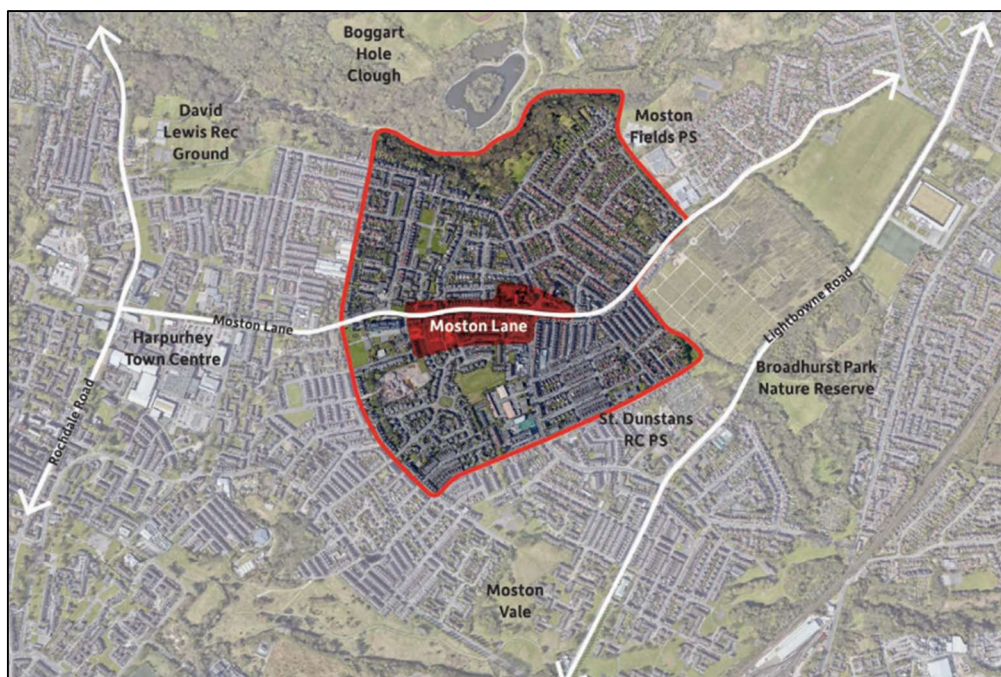 Boggart
Hole
Clough
David
Lewis Rec
Ground
Moston
Fields PS
Moston Lane
Moston Lane
Harpurhey
Town Centre
Rochdale Road
Lightbowne Road
Broadhurst Park
Nature Reserve
St. Dunstans
RC PS
Moston
Vale